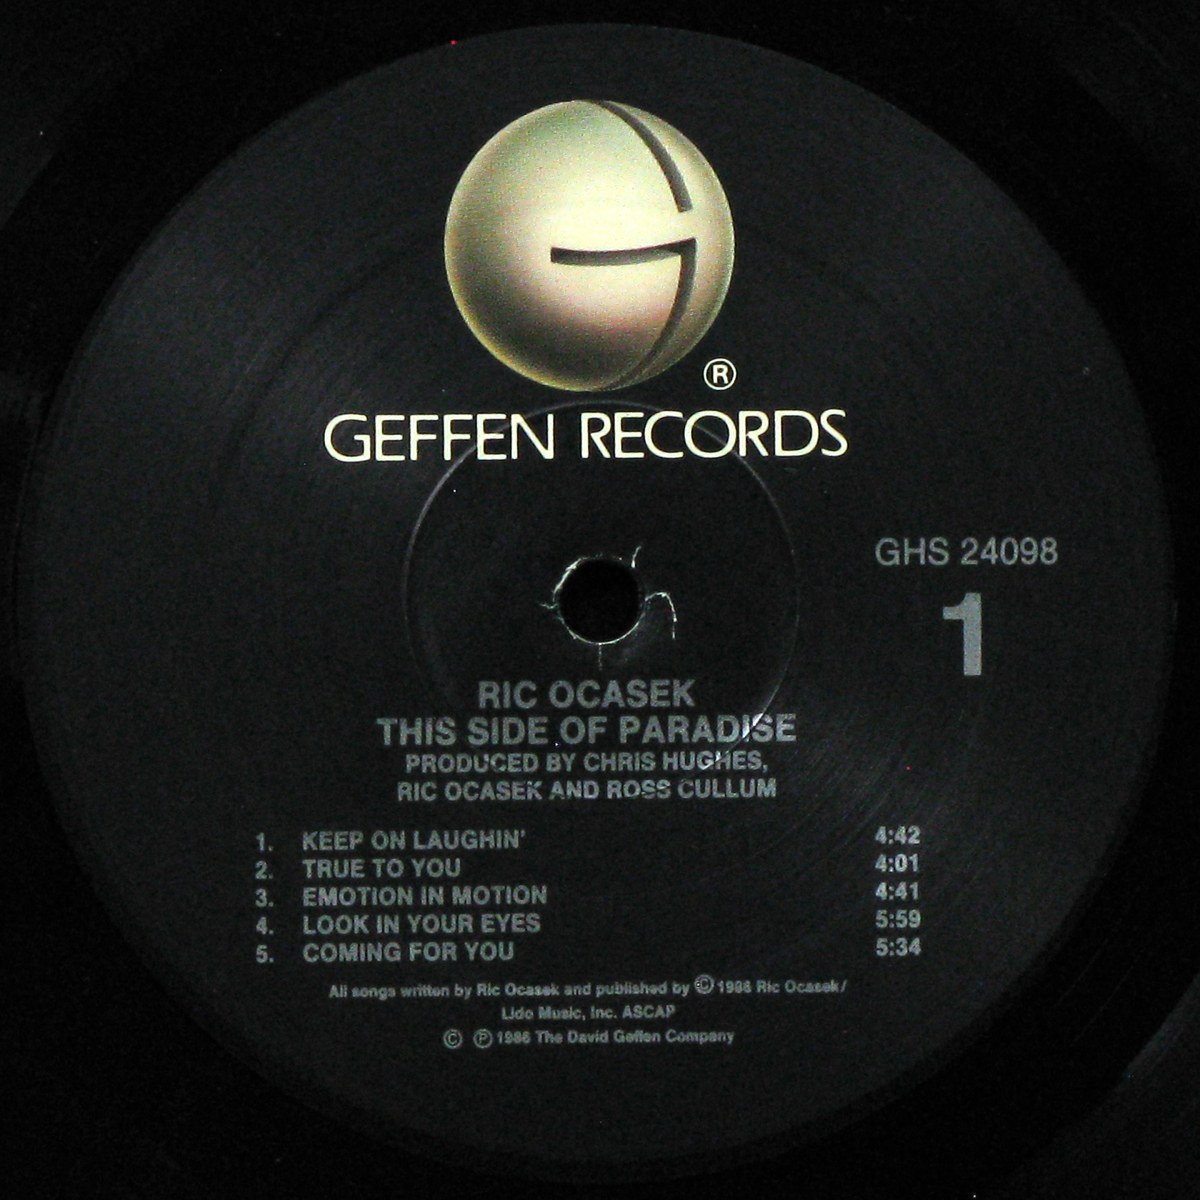 ®
GEFFEN RECORDS
GHS 24098
1
RIC OCASEK
THIS SIDE OF PARADISE
PRODUCED BY CHRIS HUGHES,
RIC OCASEK AND ROSS CULLUM
1. KEEP ON LAUGHIN' 4:42
2. TRUE TO YOU 4:01
3. EMOTION IN MOTION 4:41
4. LOOK IN YOUR EYES 5:59
5. COMING FOR YOU 5:34
All songs written by Ric Ocasek and published by © 1986 Ric Ocasek/
Lido Music, Inc. ASCAP
© ℗ 1986 The David Geffen Company